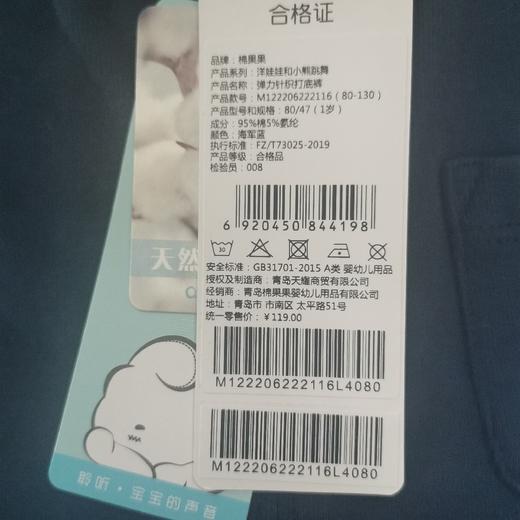 合格证
品牌：棉果果
产品系列：洋娃娃和小熊跳舞
产品名称：弹力针织打底裤
产品款号：M122206222116（80-130）
产品型号和规格：80/47（1岁）
成分：95%棉5%氨纶
颜色：海军蓝
执行标准：FZ/T73025-2019
产品等级：合格品
检验员：008
6 920450 844198
30
安全标准：GB31701-2015 A类 婴幼儿用品
授权及制造商：青岛天耀商贸有限公司
经销商：青岛棉果果婴幼儿用品有限公司
地址：青岛市 市南区 太平路51号
统一零售价：¥119.00
M122206222116L4080
M122206222116L4080
天然
聆听·宝宝的声音